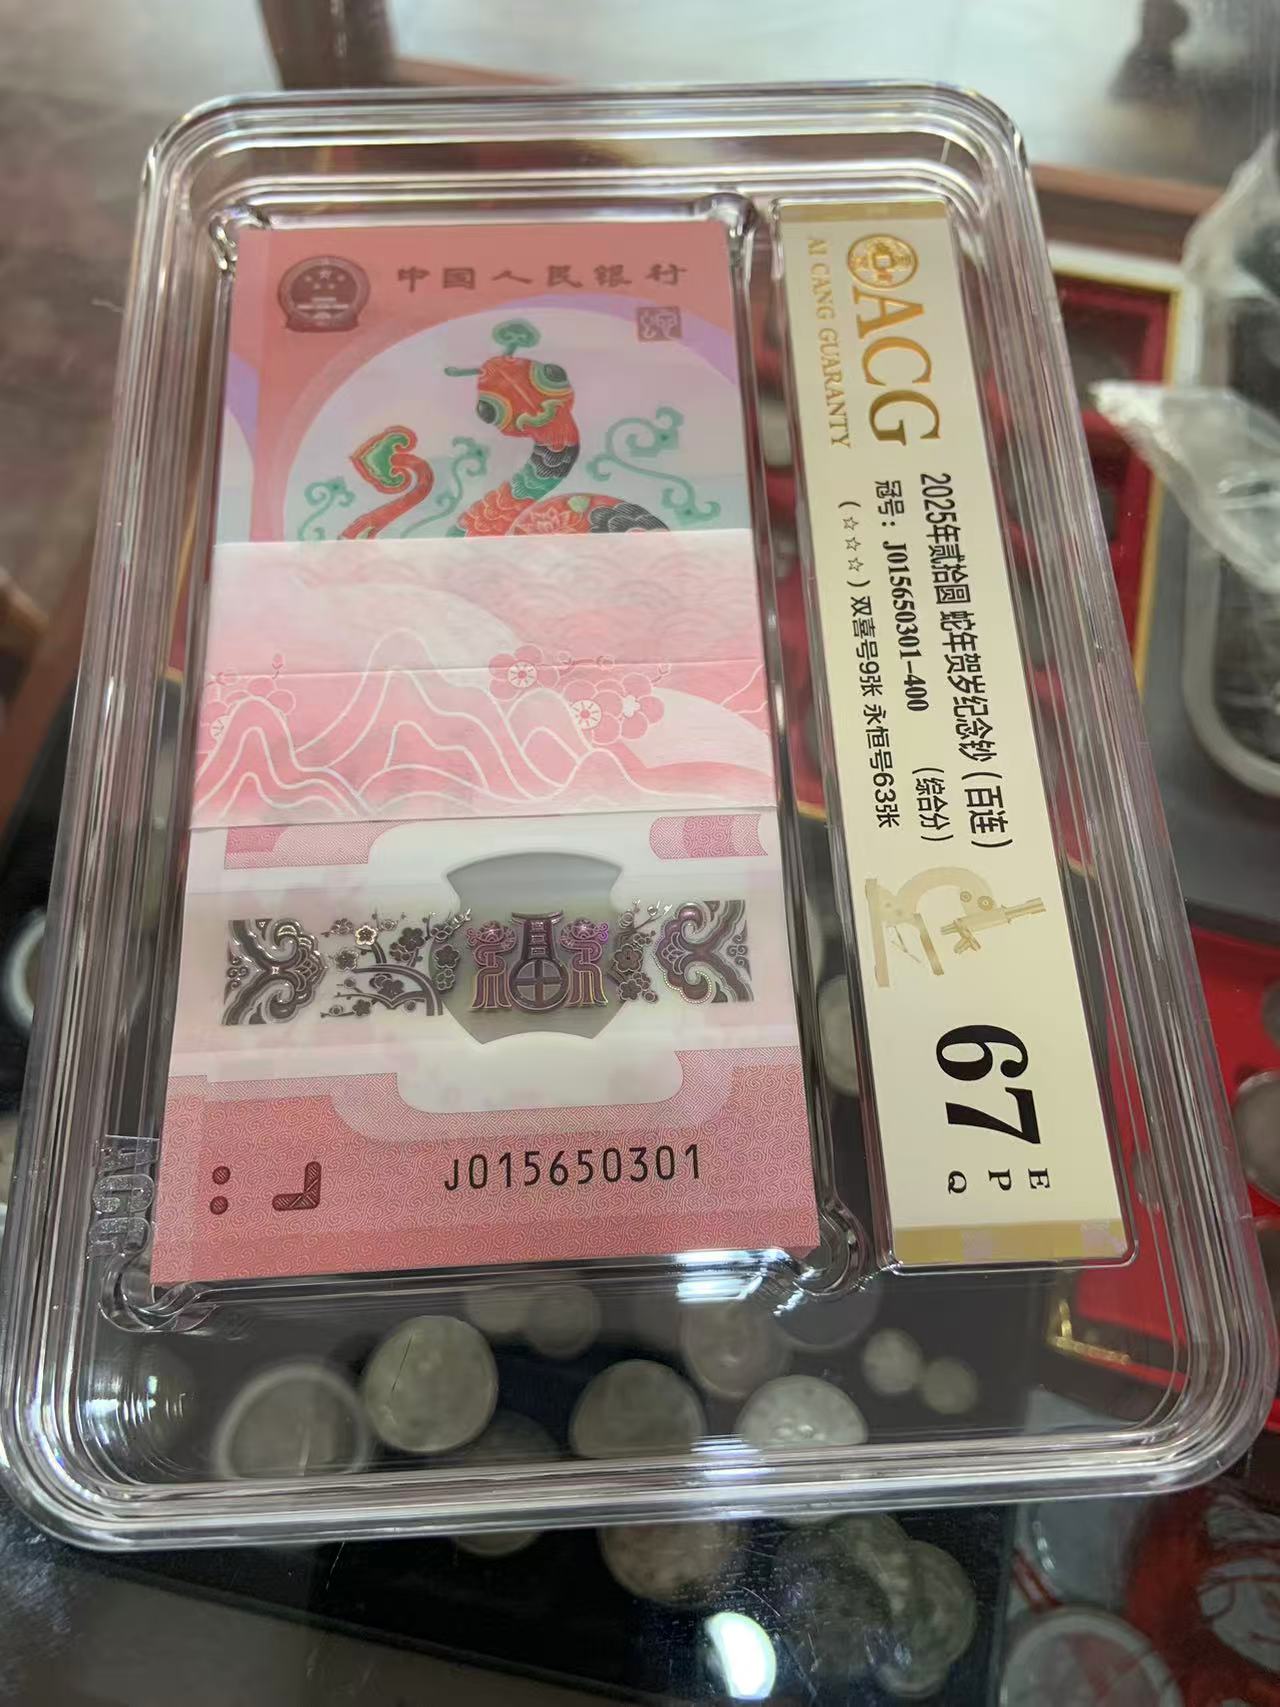 中国人民银行
J015650301
ACG
AI CANG GUARANTY
2025年贰拾圆 蛇年贺岁纪念钞(百连)
冠号:J015650301-400 (综合分)
(☆☆☆)双喜号9张 永恒号63张
67
E
P
Q
ACG